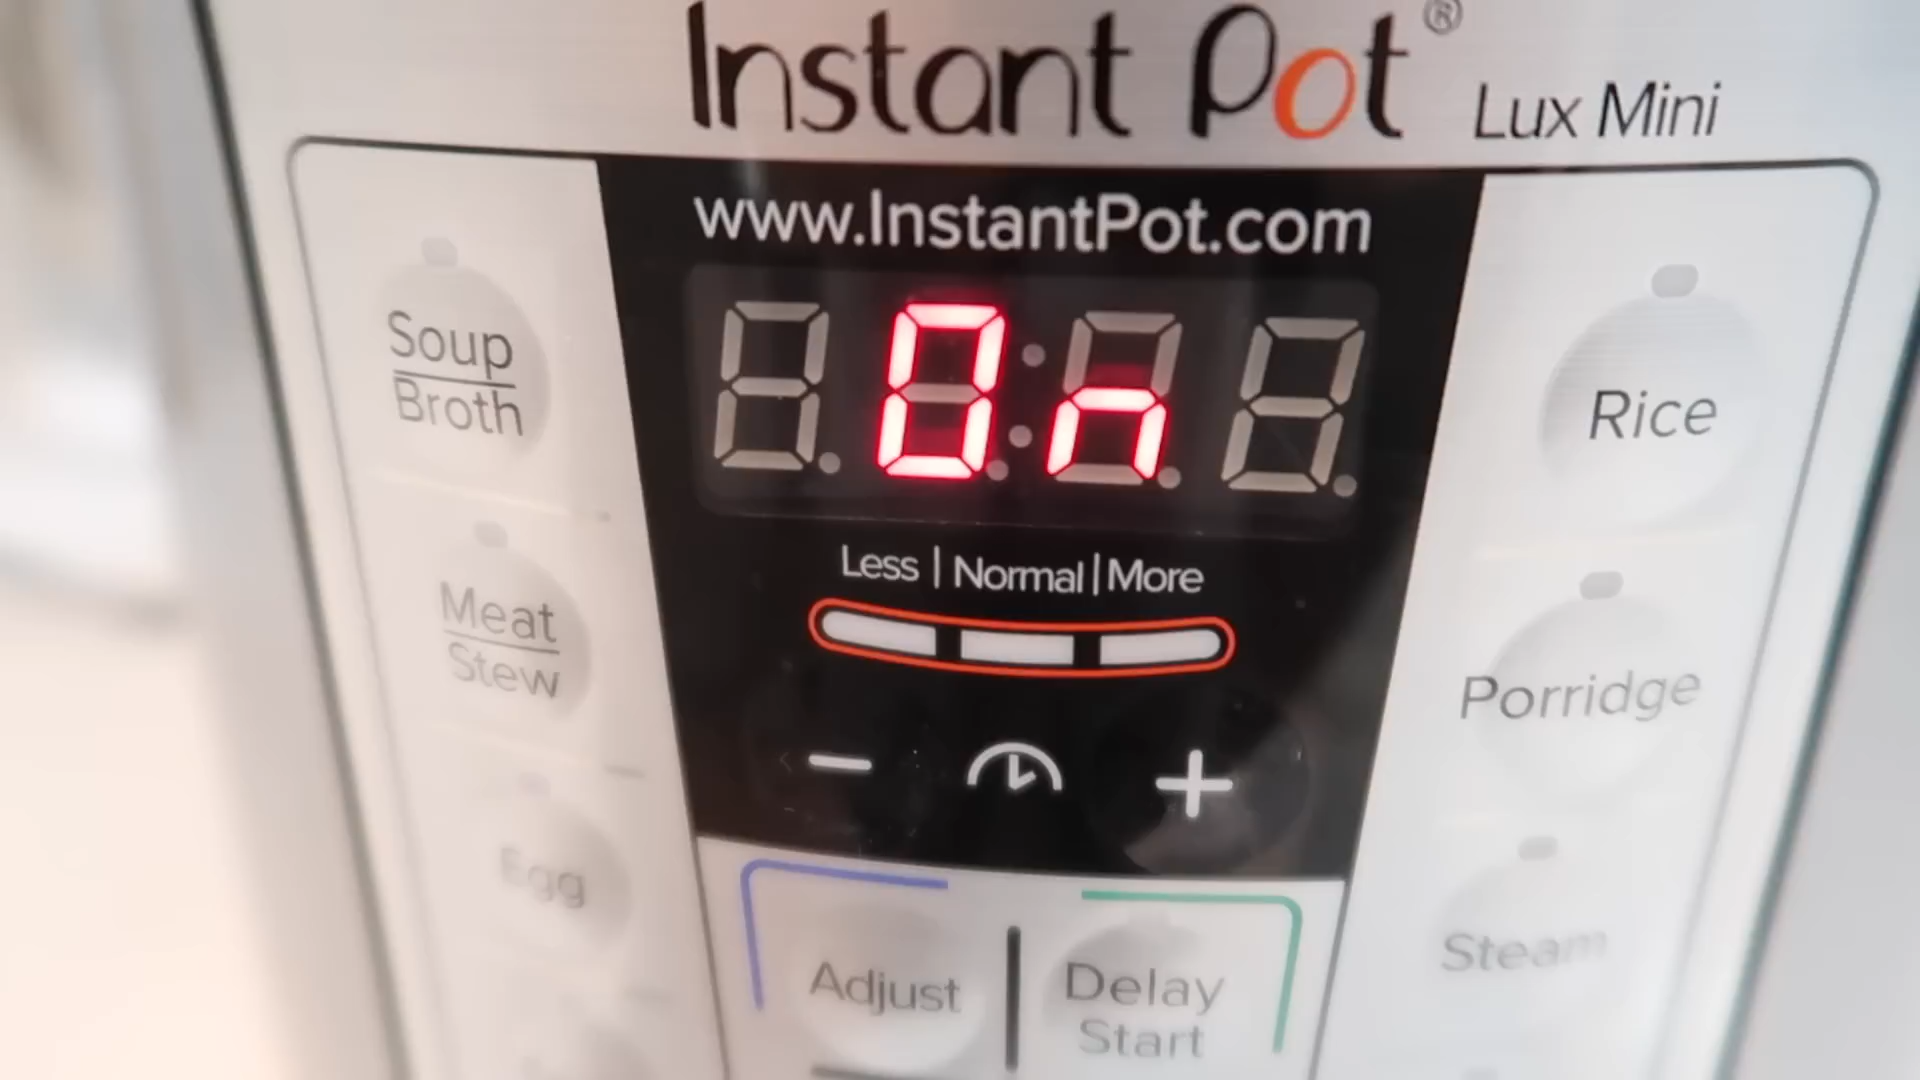 Instant Pot® Lux Mini
www.InstantPot.com
On
Less | Normal | More
Soup
Broth
Meat
Stew
Egg
Rice
Porridge
Steam
− +
Adjust
Delay
Start